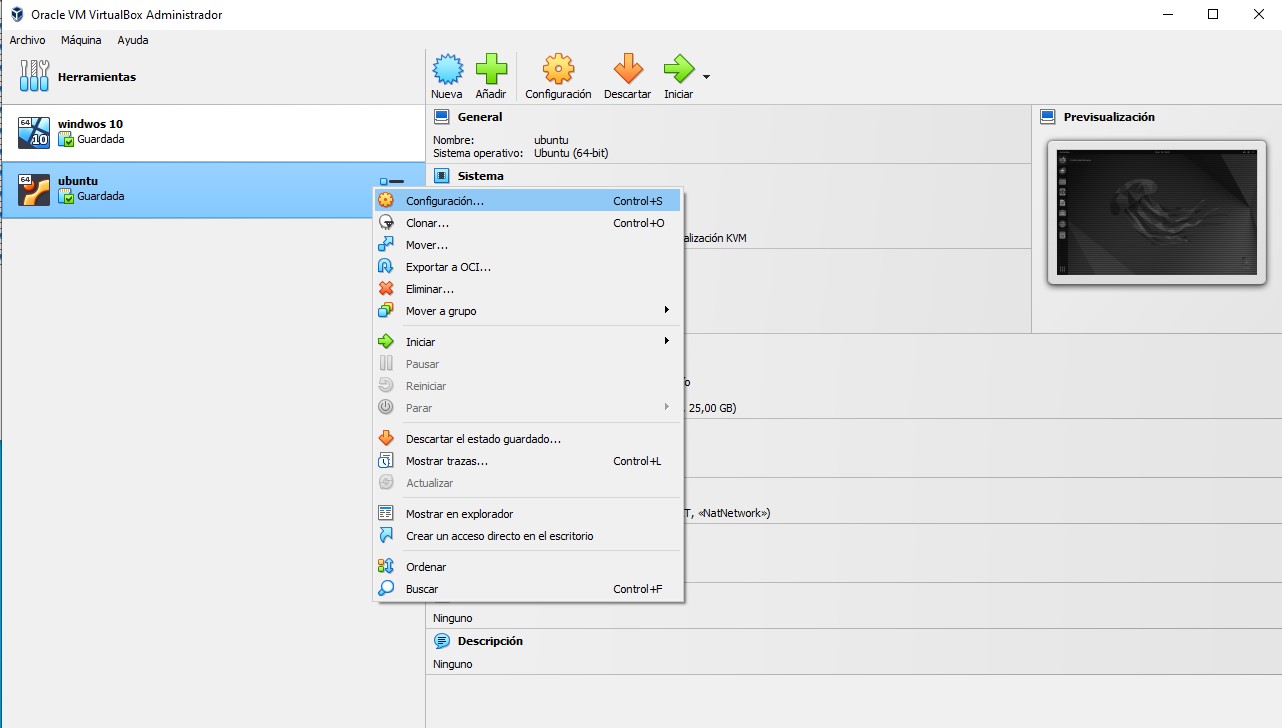 Oracle VM VirtualBox Administrador
Archivo Máquina Ayuda
Herramientas
Nueva Añadir Configuración Descartar Iniciar
64
10
windwos 10
Guardada
64
ubuntu
Guardada
General
Nombre: ubuntu
Sistema operativo: Ubuntu (64-bit)
Sistema
alización KVM
25,00 GB)
T, «NatNetwork»)
Ninguno
Descripción
Ninguno
Previsualización
Configuración... Control+S
Clonar... Control+O
Mover...
Exportar a OCI...
Eliminar...
Mover a grupo
Iniciar
Pausar
Reiniciar
Parar
Descartar el estado guardado...
Mostrar trazas... Control+L
Actualizar
Mostrar en explorador
Crear un acceso directo en el escritorio
Ordenar
Buscar Control+F